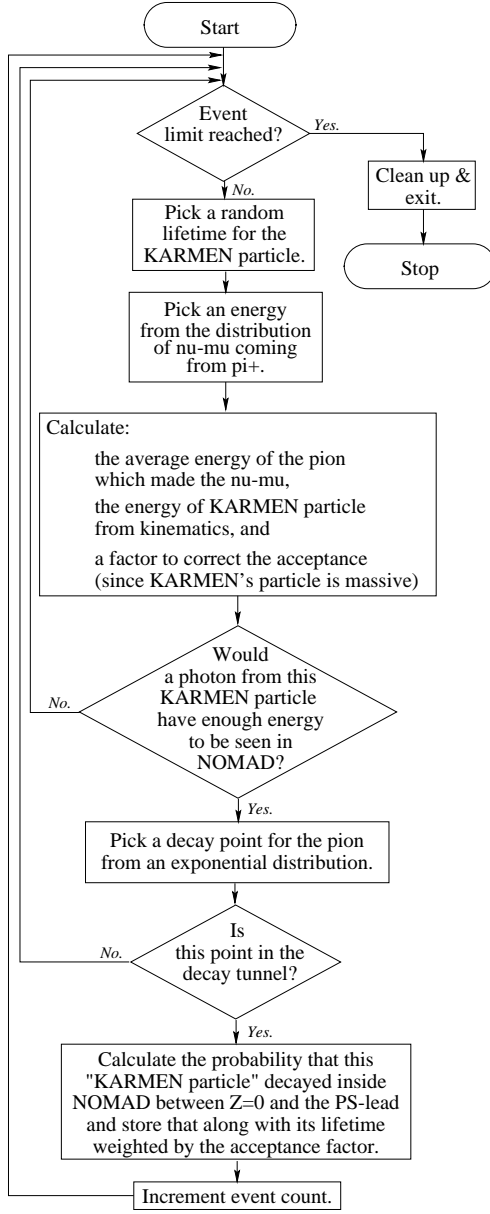 Start
Event
limit reached?
Yes.
Clean up &
exit.
Stop
No.
Pick a random
lifetime for the
KARMEN particle.
Pick an energy
from the distribution
of nu-mu coming
from pi+.
Calculate:
the average energy of the pion
which made the nu-mu,
the energy of KARMEN particle
from kinematics, and
a factor to correct the acceptance
(since KARMEN's particle is massive)
Would
a photon from this
KARMEN particle
have enough energy
to be seen in
NOMAD?
No.
Yes.
Pick a decay point for the pion
from an exponential distribution.
Is
this point in the
decay tunnel?
No.
Yes.
Calculate the probability that this
"KARMEN particle" decayed inside
NOMAD between Z=0 and the PS-lead
and store that along with its lifetime
weighted by the acceptance factor.
Increment event count.